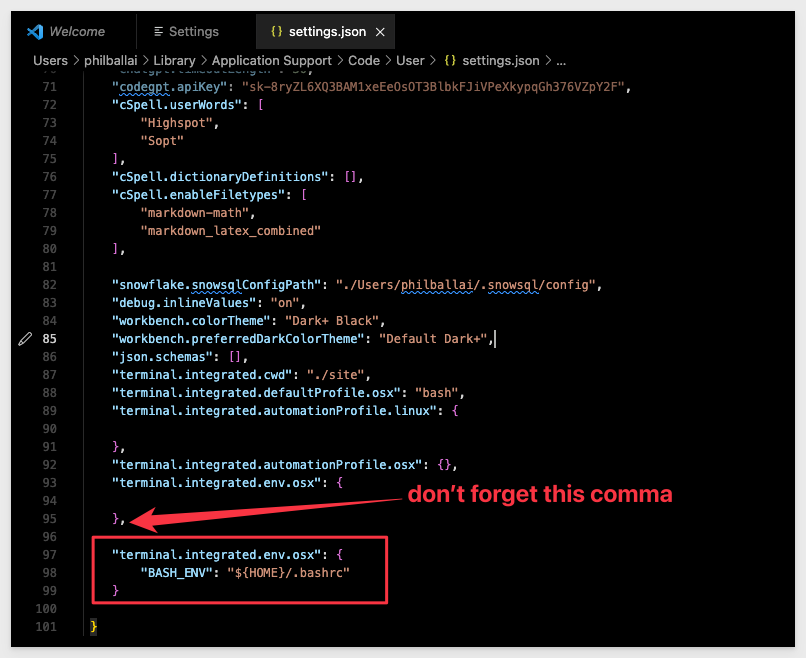 Welcome
Settings
{} settings.json ×
Users > philballai > Library > Application Support > Code > User > {} settings.json > ...
71 "codegpt.apiKey": "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",
72 "cSpell.userWords": [
73 "Highspot",
74 "Sopt"
75 ],
76 "cSpell.dictionaryDefinitions": [],
77 "cSpell.enableFiletypes": [
78 "markdown-math",
79 "markdown_latex_combined"
80 ],
81
82 "snowflake.snowsqlConfigPath": "./Users/philballai/.snowsql/config",
83 "debug.inlineValues": "on",
84 "workbench.colorTheme": "Dark+ Black",
85 "workbench.preferredDarkColorTheme": "Default Dark+",
86 "json.schemas": [],
87 "terminal.integrated.cwd": "./site",
88 "terminal.integrated.defaultProfile.osx": "bash",
89 "terminal.integrated.automationProfile.linux": {
90
91 },
92 "terminal.integrated.automationProfile.osx": {},
93 "terminal.integrated.env.osx": {
94
don't forget this comma
95 },
96
97 "terminal.integrated.env.osx": {
98 "BASH_ENV": "${HOME}/.bashrc"
99 }
100
101 }